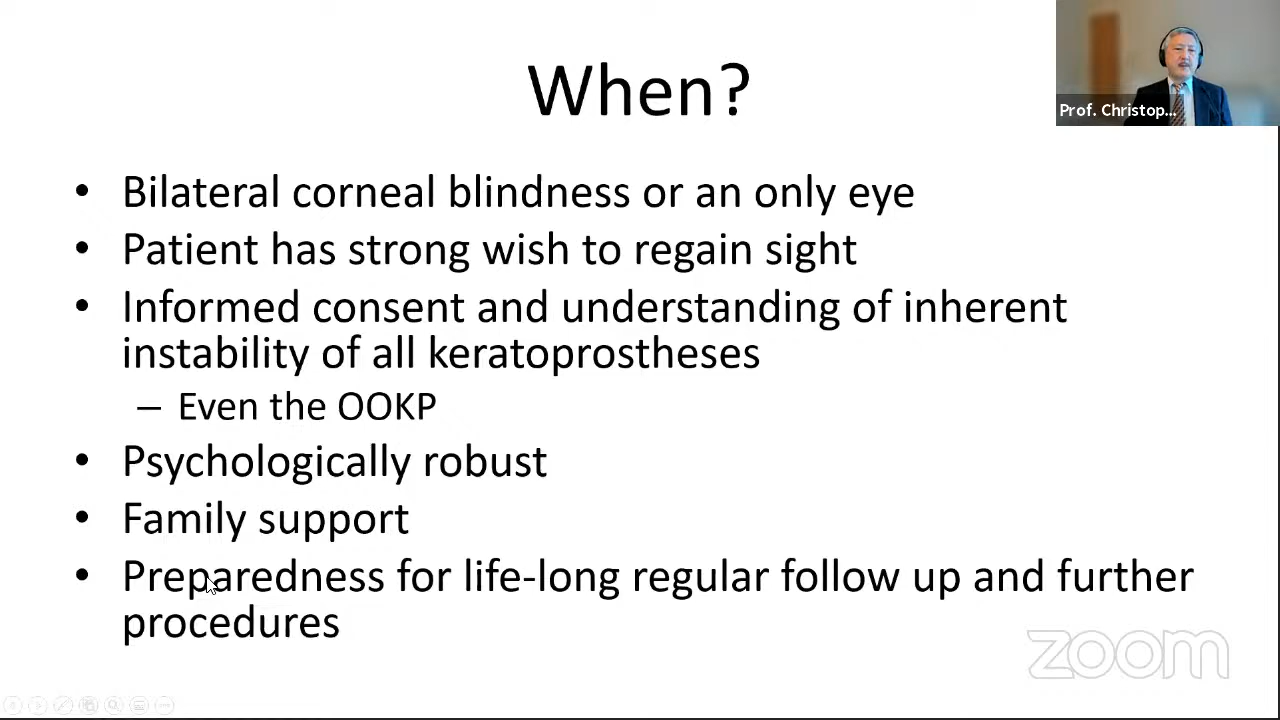 When?
Prof. Christop...
• Bilateral corneal blindness or an only eye
• Patient has strong wish to regain sight
• Informed consent and understanding of inherent
instability of all keratoprostheses
– Even the OOKP
• Psychologically robust
• Family support
• Preparedness for life-long regular follow up and further
procedures
zoom